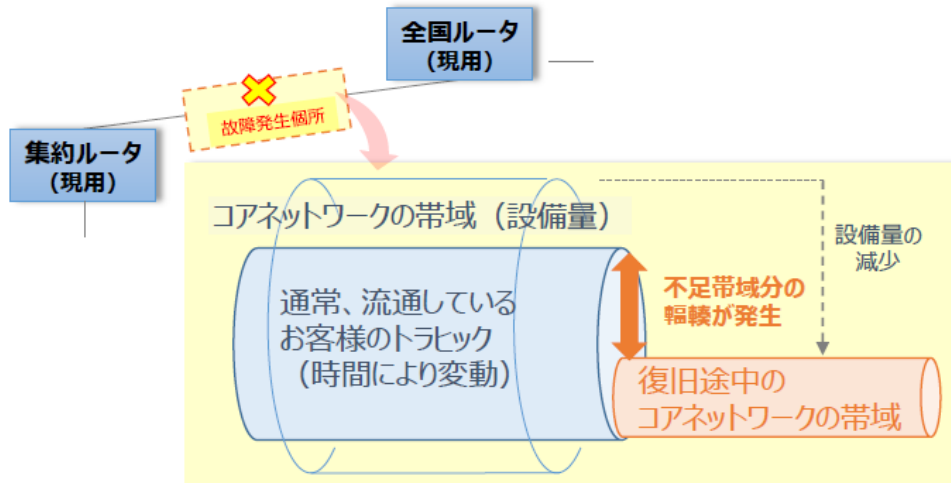 全国ルータ
(現用)
故障発生個所
集約ルータ
(現用)
コアネットワークの帯域（設備量）
設備量の
減少
通常、流通している
お客様のトラヒック
（時間により変動）
不足帯域分の
輻輳が発生
復旧途中の
コアネットワークの帯域